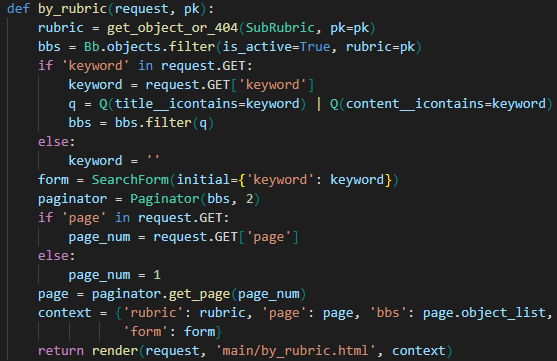 def by_rubric(request, pk):
    rubric = get_object_or_404(SubRubric, pk=pk)
    bbs = Bb.objects.filter(is_active=True, rubric=pk)
    if 'keyword' in request.GET:
        keyword = request.GET['keyword']
        q = Q(title__icontains=keyword) | Q(content__icontains=keyword)
        bbs = bbs.filter(q)
    else:
        keyword = ''
    form = SearchForm(initial={'keyword': keyword})
    paginator = Paginator(bbs, 2)
    if 'page' in request.GET:
        page_num = request.GET['page']
    else:
        page_num = 1
    page = paginator.get_page(page_num)
    context = {'rubric': rubric, 'page': page, 'bbs': page.object_list,
               'form': form}
    return render(request, 'main/by_rubric.html', context)